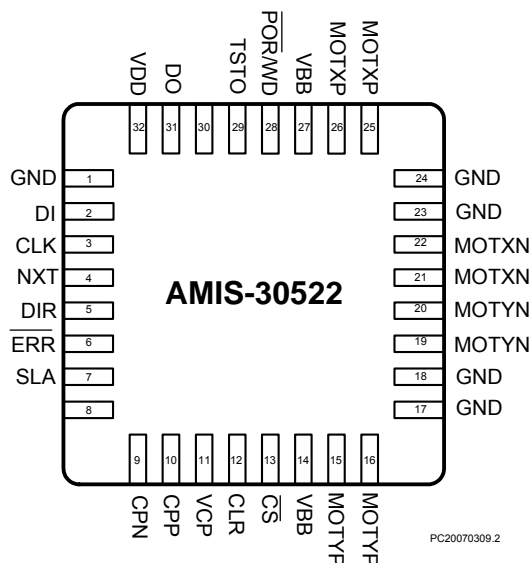 VDD
DO
TSTO
POR/WD
VBB
MOTXP
MOTXP
32
31
30
29
28
27
26
25
GND 1
DI 2
CLK 3
NXT 4
DIR 5
ERR 6
SLA 7
8
AMIS-30522
24 GND
23 GND
22 MOTXN
21 MOTXN
20 MOTYN
19 MOTYN
18 GND
17 GND
9
10
11
12
13
14
15
16
CPN
CPP
VCP
CLR
CS
VBB
MOTYP
MOTYP
PC20070309.2